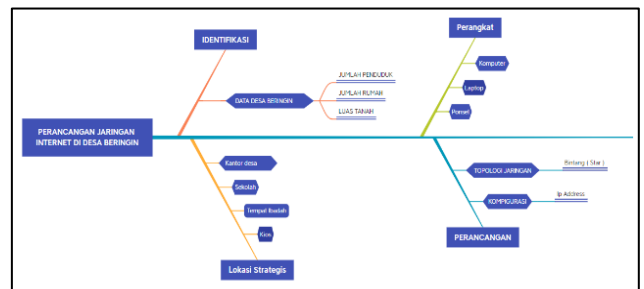 IDENTIFIKASI
DATA DESA BERINGIN
JUMLAH PENDUDUK
JUMLAH RUMAH
LUAS TANAH
Perangkat
Komputer
Laptop
Ponsel
PERANCANGAN JARINGAN
INTERNET DI DESA BERINGIN
Kantor desa
Sekolah
Tempat Ibadah
Kios
Lokasi Strategis
TOPOLOGI JARINGAN
Bintang ( Star )
KOMPIGURASI
Ip Address
PERANCANGAN